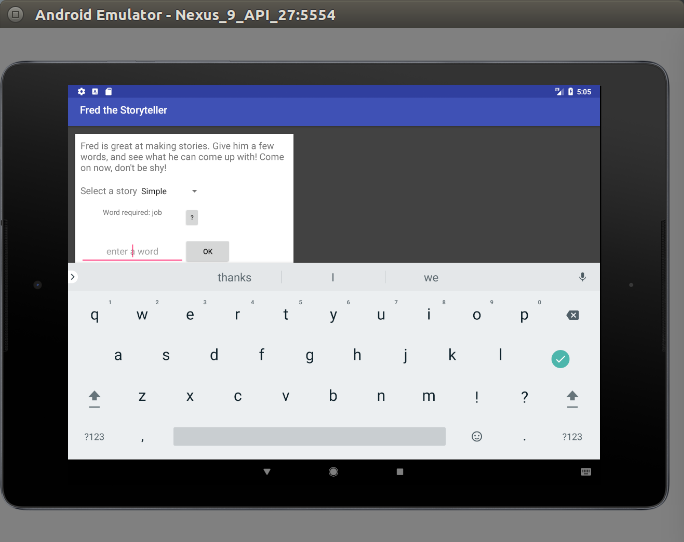 Android Emulator - Nexus_9_API_27:5554
5:05
Fred the Storyteller
Fred is great at making stories. Give him a few
words, and see what he can come up with! Come
on now, don't be shy!
Select a story Simple
Word required: job ?
enter a word OK
thanks I we
1 2 3 4 5 6 7 8 9 0
q w e r t y u i o p
a s d f g h j k l
z x c v b n m ! ?
?123 , . ?123